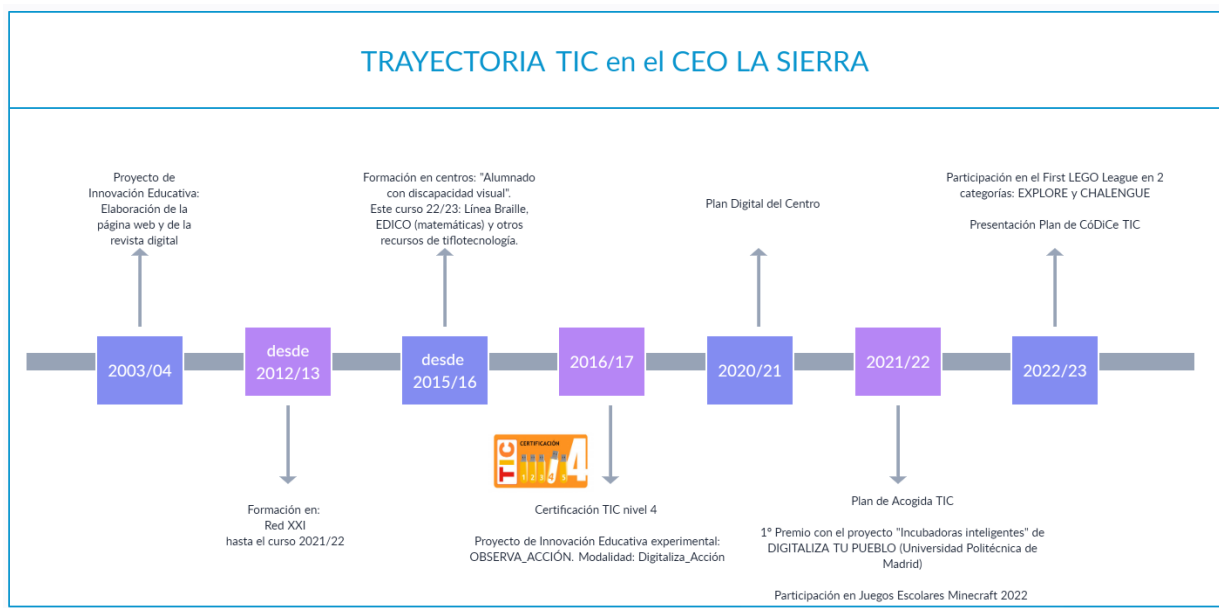 TRAYECTORIA TIC en el CEO LA SIERRA
Proyecto de
Innovación Educativa:
Elaboración de la
página web y de la
revista digital
Formación en centros: "Alumnado
con discapacidad visual".
Este curso 22/23: Línea Braille,
EDICO (matemáticas) y otros
recursos de tiflotecnología.
Plan Digital del Centro
Participación en el First LEGO League en 2
categorías: EXPLORE y CHALENGUE
Presentación Plan de CóDiCe TIC
2003/04
desde
2012/13
desde
2015/16
2016/17
2020/21
2021/22
2022/23
TIC
CERTIFICACIÓN
1 2 3 4 5
4
Formación en:
Red XXI
hasta el curso 2021/22
Certificación TIC nivel 4
Proyecto de Innovación Educativa experimental:
OBSERVA_ACCIÓN. Modalidad: Digitaliza_Acción
Plan de Acogida TIC
1º Premio con el proyecto "Incubadoras inteligentes" de
DIGITALIZA TU PUEBLO (Universidad Politécnica de
Madrid)
Participación en Juegos Escolares Minecraft 2022